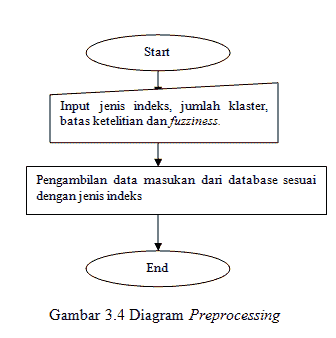 Start
Input jenis indeks, jumlah klaster,
batas ketelitian dan fuzziness.
Pengambilan data masukan dari database sesuai
dengan jenis indeks
End
Gambar 3.4 Diagram Preprocessing